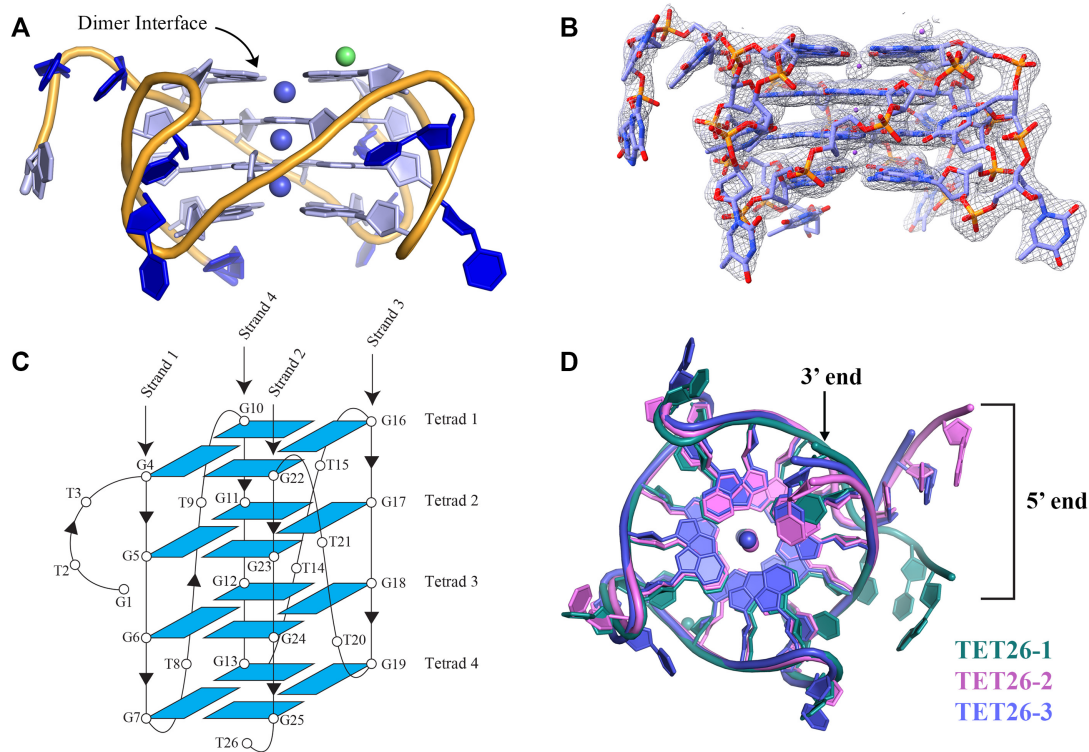 A
Dimer Interface
B
C
Strand 1
Strand 4
Strand 2
Strand 3
G10
G16
Tetrad 1
G4
T15
G22
T3
T9
G11
G17
Tetrad 2
G5
T21
G23
T2
T14
G12
G18
Tetrad 3
G1
G6
G24
T20
T8
G13
G19
Tetrad 4
G7
G25
T26
D
3’ end
5’ end
TET26-1
TET26-2
TET26-3